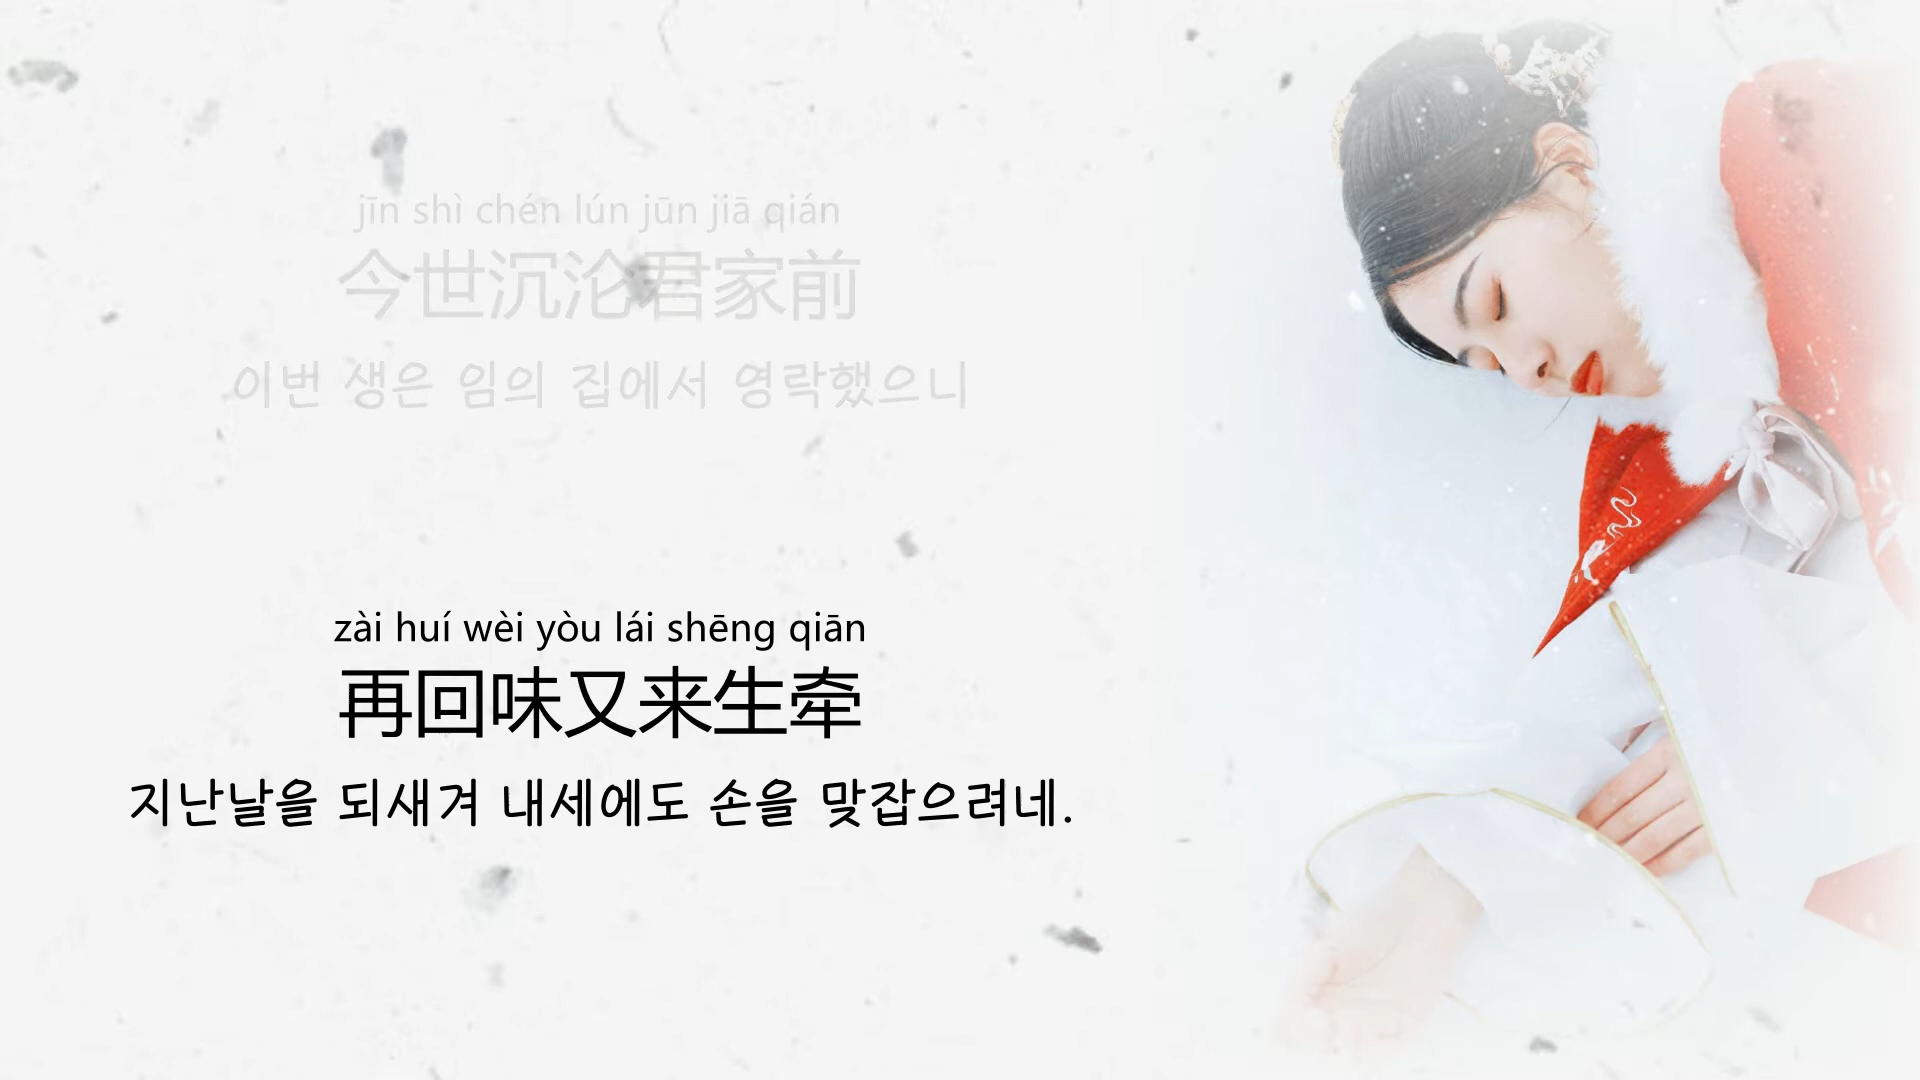 jīn shì chén lún jūn jiā qián
今世沉沦君家前
이번 생은 임의 집에서 영락했으니
zài huí wèi yòu lái shēng qiān
再回味又来生牵
지난날을 되새겨 내세에도 손을 맞잡으려네.